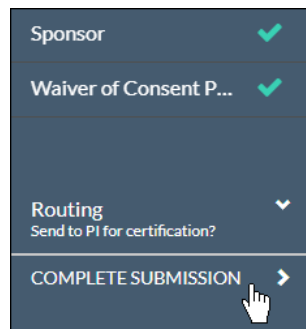 Sponsor
Waiver of Consent P...
Routing
Send to PI for certification?
COMPLETE SUBMISSION